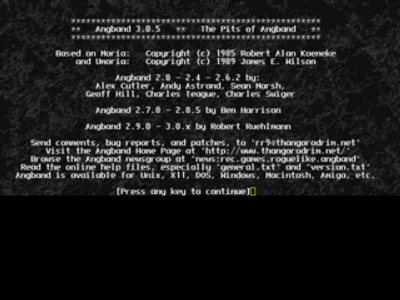 **************************************************
** Angband 3.0.5 ** The Pits of Angband **
**************************************************
Based on Moria: Copyright (c) 1985 Robert Alan Koeneke
and Umoria: Copyright (c) 1989 James E. Wilson
Angband 2.0 - 2.4 - 2.6.2 by:
Alex Cutler, Andy Astrand, Sean Marsh,
Geoff Hill, Charles Teague, Charles Swiger
Angband 2.7.0 - 2.8.5 by Ben Harrison
Angband 2.9.0 - 3.0.x by Robert Ruehlmann
Send comments, bug reports, and patches, to "rr9@thangorodrim.net"
Visit the Angband Home Page at "http://www.thangorodrim.net/"
Browse the Angband newsgroup at "news:rec.games.roguelike.angband"
Read the online help files, especially "general.txt" and "version.txt".
Angband is available for Unix, X11, DOS, Windows, Macintosh, Amiga, etc.
[Press any key to continue]